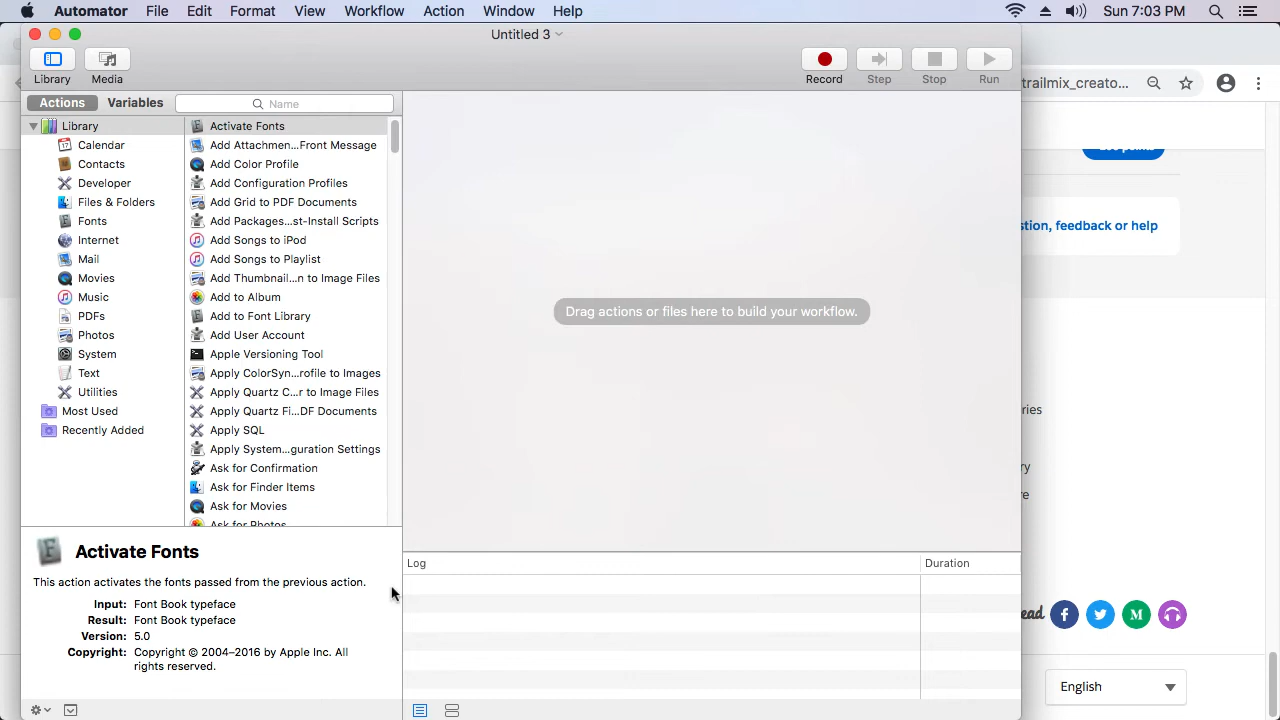 Automator File Edit Format View Workflow Action Window Help Sun 7:03 PM
Untitled 3
Library Media Record Step Stop Run
trailmix_creato...
Actions Variables Name
Library
Calendar
Contacts
Developer
Files & Folders
Fonts
Internet
Mail
Movies
Music
PDFs
Photos
System
Text
Utilities
Most Used
Recently Added
Activate Fonts
Add Attachmen...Front Message
Add Color Profile
Add Configuration Profiles
Add Grid to PDF Documents
Add Packages...st-Install Scripts
Add Songs to iPod
Add Songs to Playlist
Add Thumbnail...n to Image Files
Add to Album
Add to Font Library
Add User Account
Apple Versioning Tool
Apply ColorSyn...rofile to Images
Apply Quartz C...r to Image Files
Apply Quartz Fi...DF Documents
Apply SQL
Apply System...guration Settings
Ask for Confirmation
Ask for Finder Items
Ask for Movies
Ask for Photos
Drag actions or files here to build your workflow.
stion, feedback or help
ries
ry
e
Activate Fonts
This action activates the fonts passed from the previous action.
Input: Font Book typeface
Result: Font Book typeface
Version: 5.0
Copyright: Copyright © 2004–2016 by Apple Inc. All
rights reserved.
Log Duration
ead
English